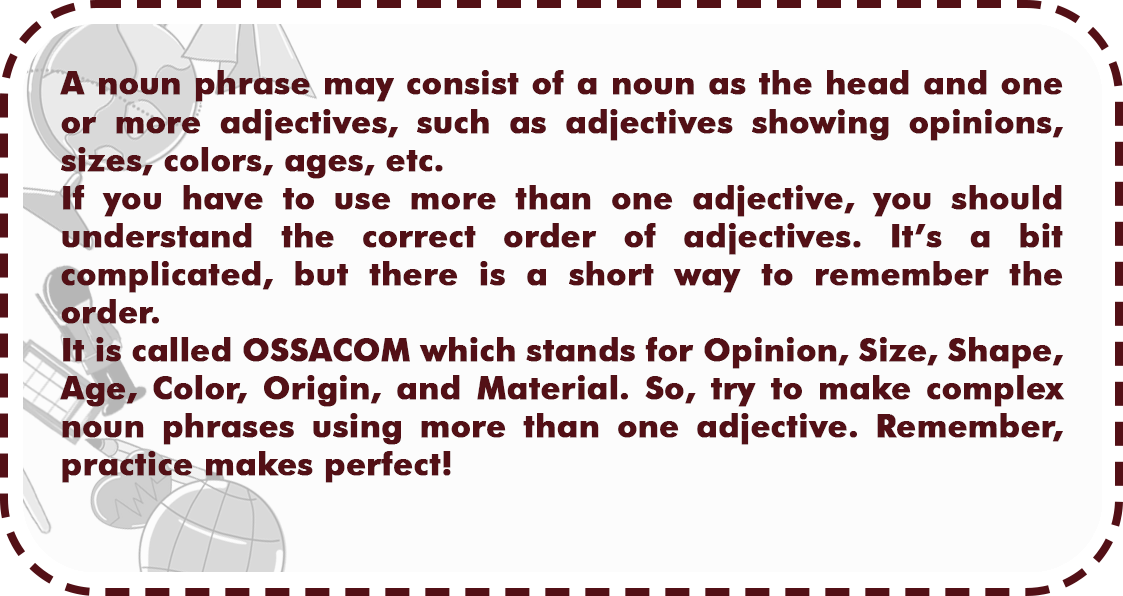 A noun phrase may consist of a noun as the head and one
or more adjectives, such as adjectives showing opinions,
sizes, colors, ages, etc.
If you have to use more than one adjective, you should
understand the correct order of adjectives. It’s a bit
complicated, but there is a short way to remember the
order.
It is called OSSACOM which stands for Opinion, Size, Shape,
Age, Color, Origin, and Material. So, try to make complex
noun phrases using more than one adjective. Remember,
practice makes perfect!